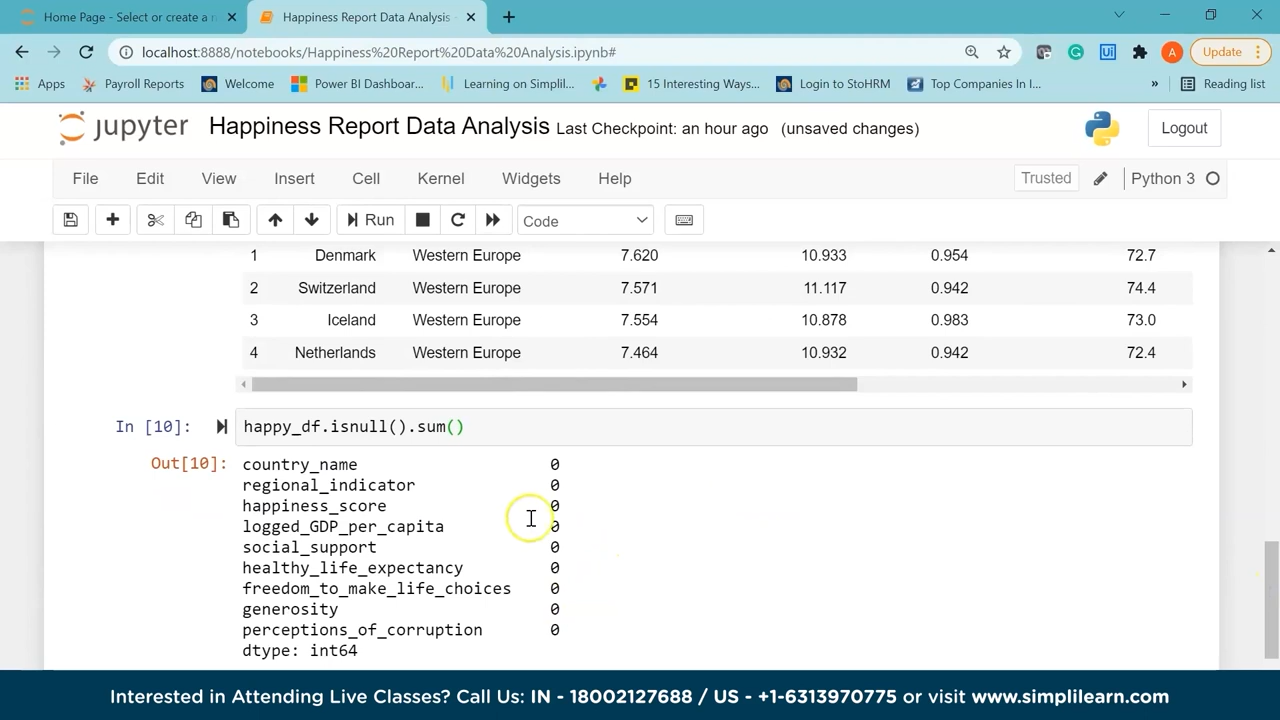 Home Page - Select or create a n
Happiness Report Data Analysis -
localhost:8888/notebooks/Happiness%20Report%20Data%20Analysis.ipynb#
A
Update
Apps
Payroll Reports
Welcome
Power BI Dashboar...
Learning on Simplil...
15 Interesting Ways...
Login to StoHRM
Top Companies In I...
»
Reading list
jupyter
Happiness Report Data Analysis Last Checkpoint: an hour ago (unsaved changes)
Logout
File Edit View Insert Cell Kernel Widgets Help
Trusted
Python 3
Run
Code
1 Denmark Western Europe 7.620 10.933 0.954 72.7
2 Switzerland Western Europe 7.571 11.117 0.942 74.4
3 Iceland Western Europe 7.554 10.878 0.983 73.0
4 Netherlands Western Europe 7.464 10.932 0.942 72.4
In [10]: happy_df.isnull().sum()
Out[10]: country_name 0
regional_indicator 0
happiness_score 0
logged_GDP_per_capita 0
social_support 0
healthy_life_expectancy 0
freedom_to_make_life_choices 0
generosity 0
perceptions_of_corruption 0
dtype: int64
Interested in Attending Live Classes? Call Us: IN - 18002127688 / US - +1-6313970775 or visit www.simplilearn.com